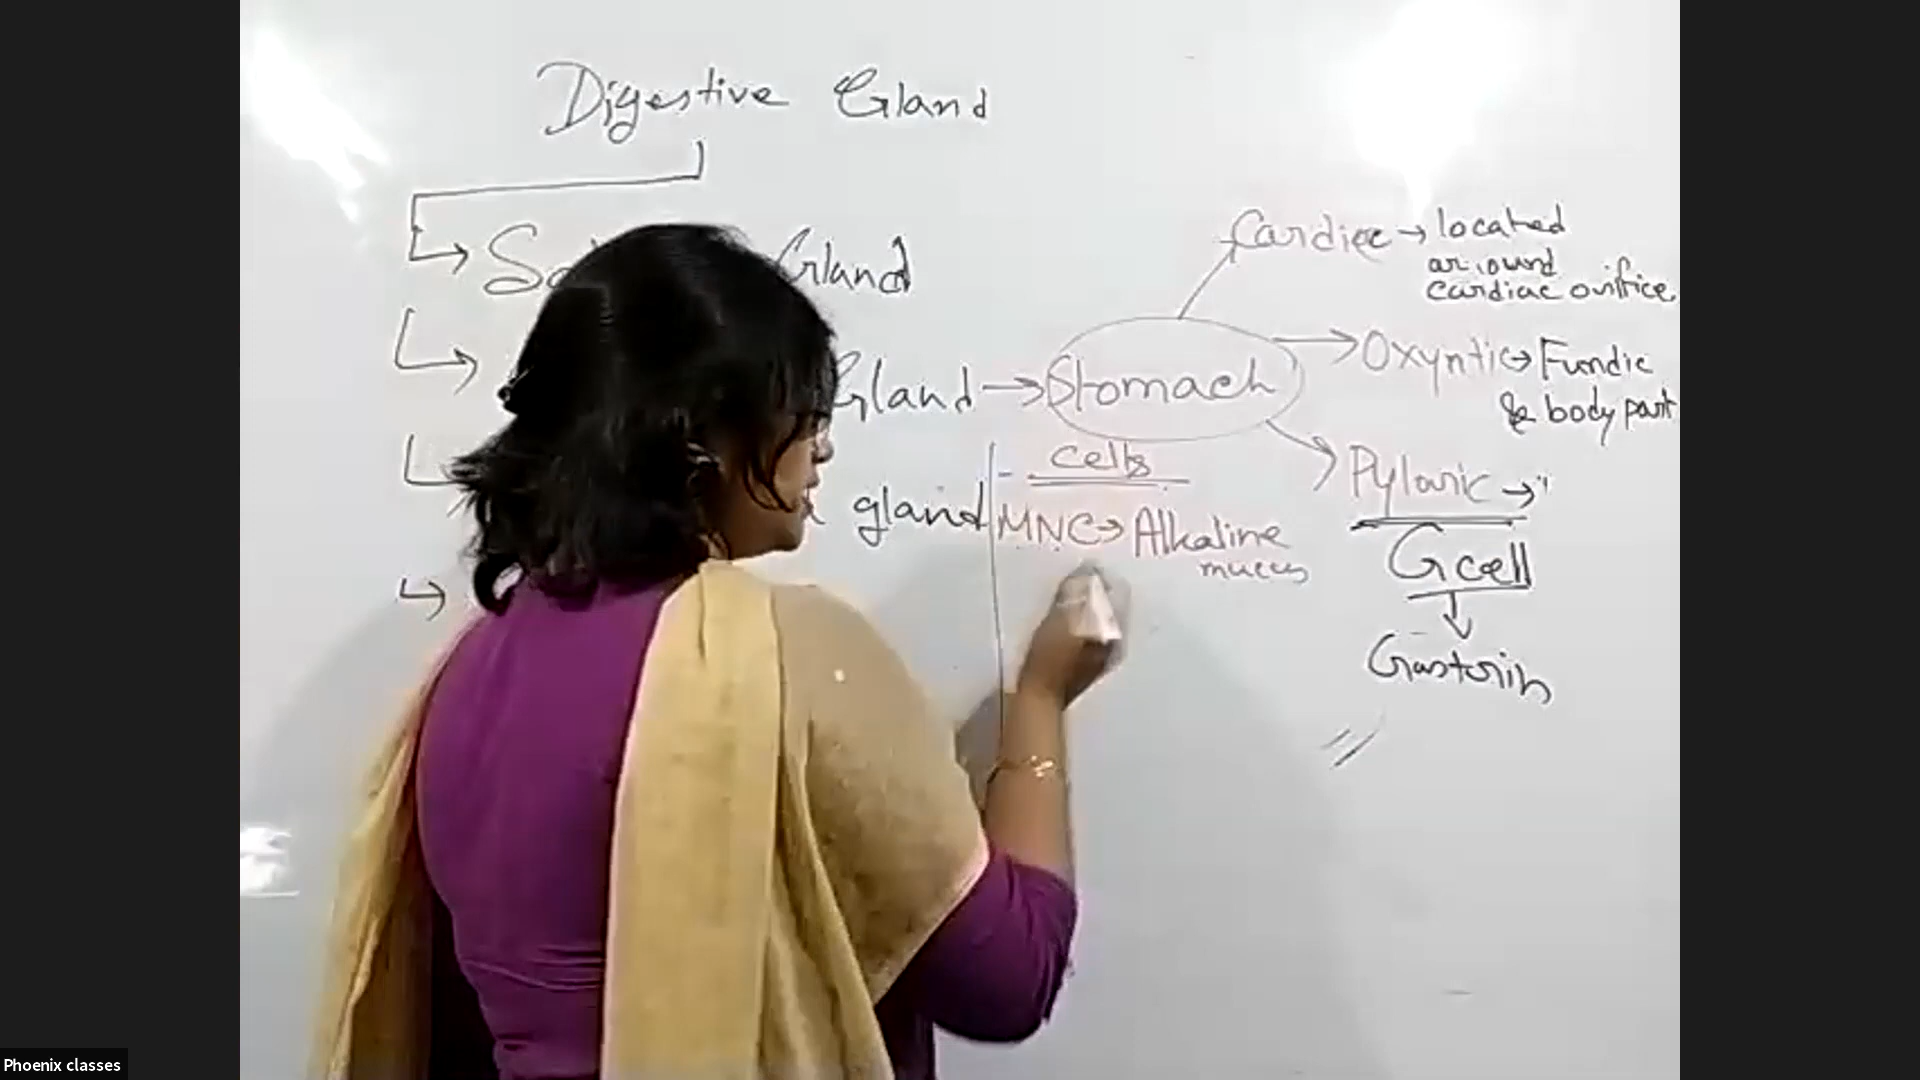 Digestive Gland
Gland
Cardiac → located
around
cardiac orifice
Gland → Stomach
Oxyntic → Fundic
& body part
Cells
Pyloric → "
gland
MNC → Alkaline
mucus
G cell
Gastrin
Phoenix classes